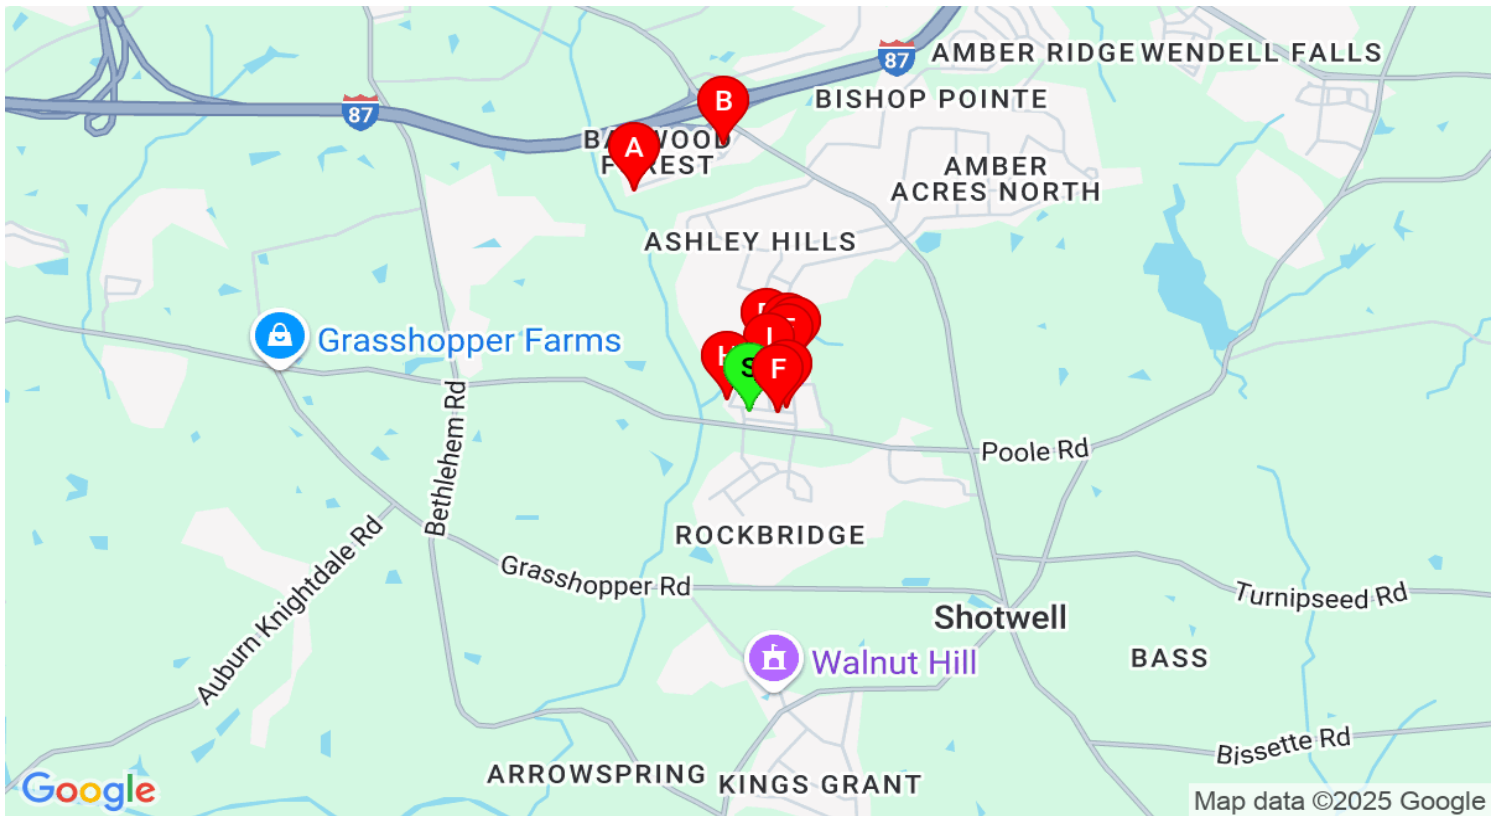 87
AMBER RIDGE
WENDELL FALLS
87
B
BISHOP POINTE
A
FOREST
AMBER
ACRES NORTH
ASHLEY HILLS
Grasshopper Farms
H
S
F
Bethlehem Rd
Poole Rd
Auburn Knightdale Rd
ROCKBRIDGE
Grasshopper Rd
Turnipseed Rd
Shotwell
Walnut Hill
BASS
Bissette Rd
ARROWSPRING
KINGS GRANT
Google
Map data ©2025 Google